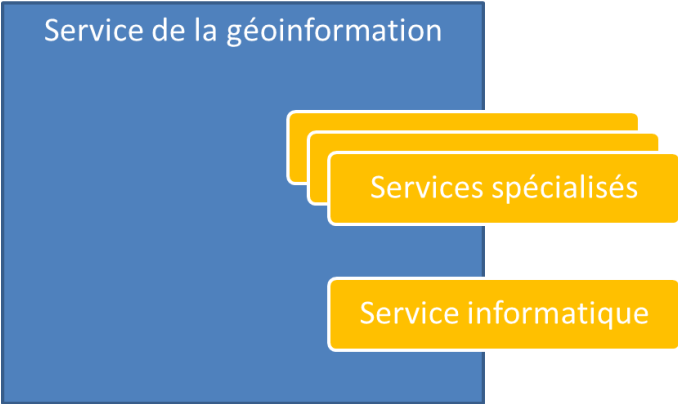 Service de la géoinformation
Services spécialisés
Service informatique